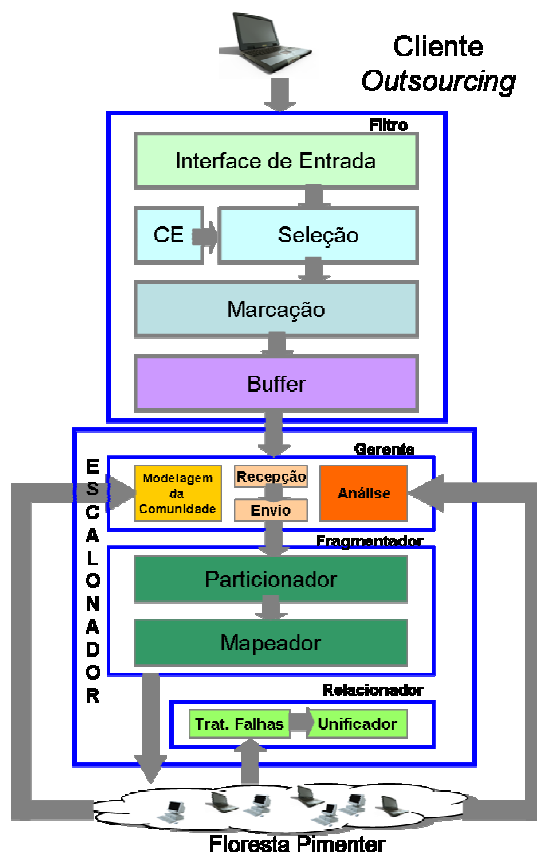 Cliente
Outsourcing
Filtro
Interface de Entrada
CE
Seleção
Marcação
Buffer
ESCALONADOR
Gerente
Modelagem
da
Comunidade
Recepção
Envio
Análise
Fragmentador
Particionador
Mapeador
Relacionador
Trat. Falhas
Unificador
Floresta Pimenter